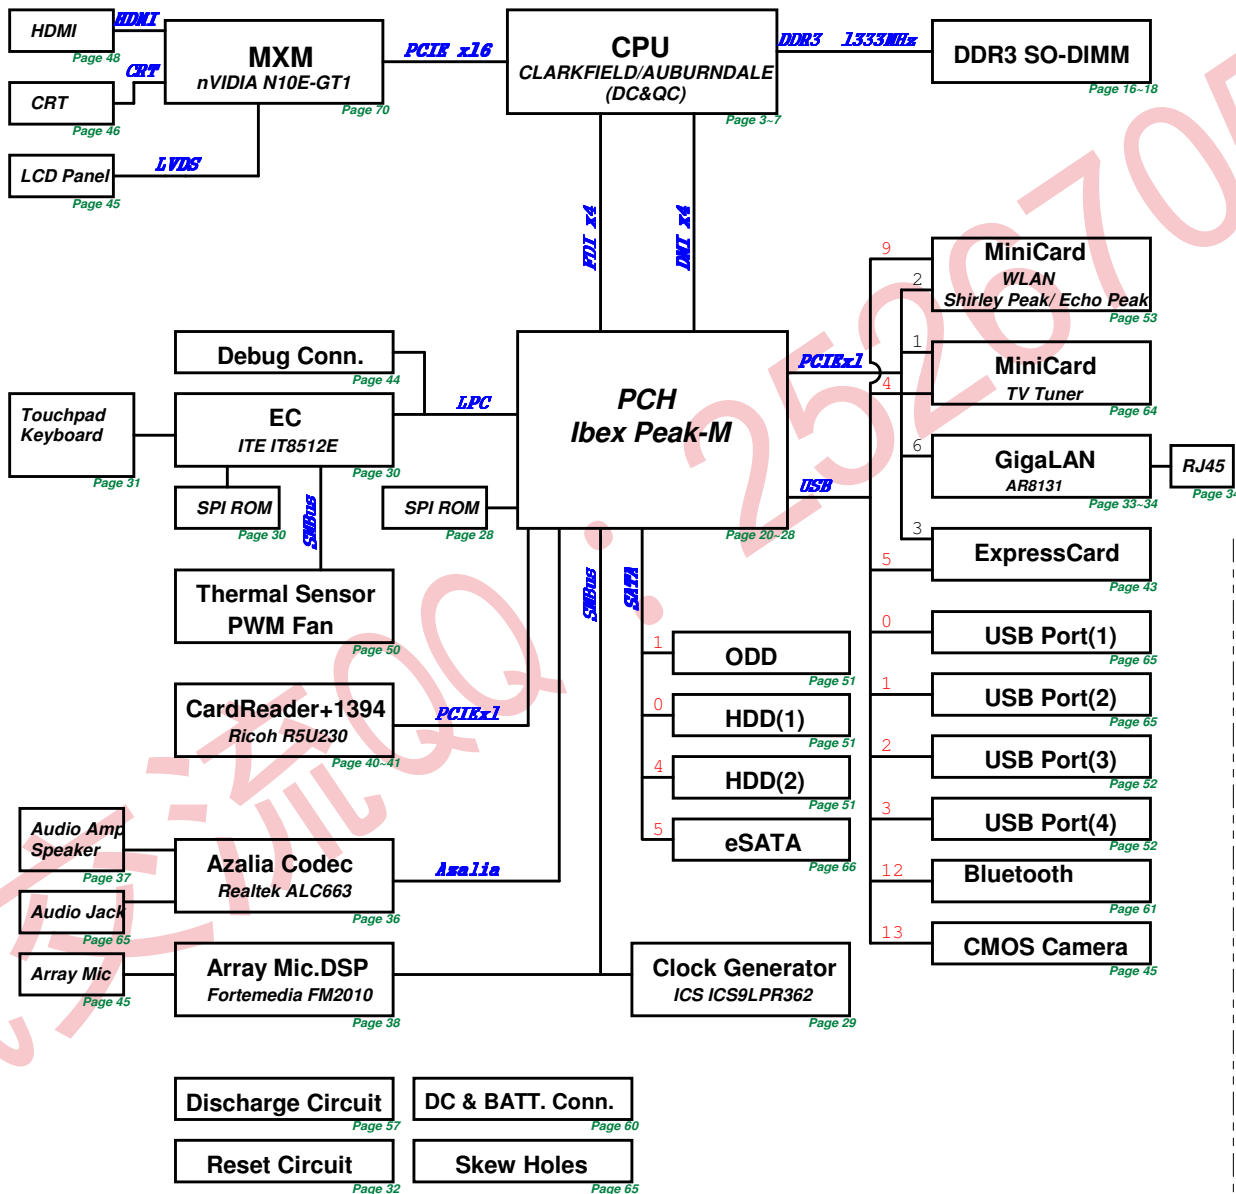 HDMI
Page 48
HDMI
CRT
CRT
Page 46
LCD Panel
Page 45
LVDS
MXM
nVIDIA N10E-GT1
Page 70
PCIE x16
CPU
CLARKFIELD/AUBURNDALE
(DC&QC)
Page 3~7
DDR3 1333MHz
DDR3 SO-DIMM
Page 16~18
FDI x4
DMI x4
Debug Conn.
Page 44
Touchpad
Keyboard
Page 31
EC
ITE IT8512E
Page 30
LPC
SPI ROM
Page 30
SMBus
SPI ROM
Page 28
Thermal Sensor
PWM Fan
Page 50
PCH
Ibex Peak-M
Page 20~28
PCIEx1
USB
SMBus
SATA
9
2
MiniCard
WLAN
Shirley Peak/ Echo Peak
Page 53
1
4
MiniCard
TV Tuner
Page 64
6
GigaLAN
AR8131
Page 33~34
RJ45
Page 34
3
5
ExpressCard
Page 43
0
USB Port(1)
Page 65
1
USB Port(2)
Page 65
2
USB Port(3)
Page 52
3
USB Port(4)
Page 52
12
Bluetooth
Page 61
13
CMOS Camera
Page 45
1
ODD
Page 51
0
HDD(1)
Page 51
4
HDD(2)
Page 51
5
eSATA
Page 66
CardReader+1394
Ricoh R5U230
Page 40~41
PCIEx1
Audio Amp
Speaker
Page 37
Audio Jack
Page 65
Azalia Codec
Realtek ALC663
Page 36
Azalia
Array Mic
Page 45
Array Mic.DSP
Fortemedia FM2010
Page 38
Clock Generator
ICS ICS9LPR362
Page 29
Discharge Circuit
Page 57
DC & BATT. Conn.
Page 60
Reset Circuit
Page 32
Skew Holes
Page 65
交流QQ：2526705